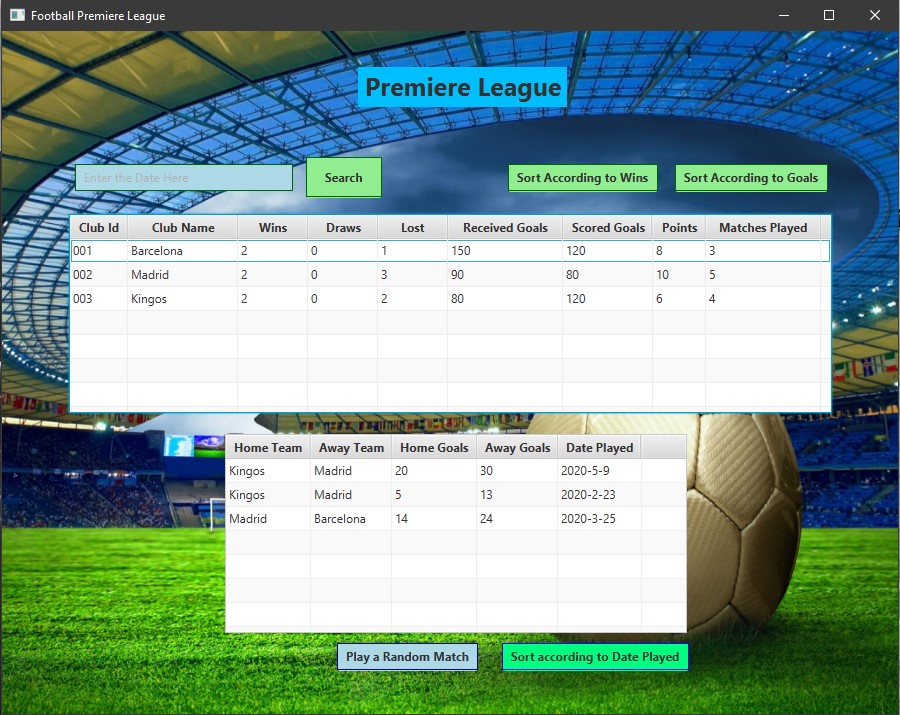 Football Premiere League
Premiere League
Enter the Date Here Search Sort According to Wins Sort According to Goals
Club Id Club Name Wins Draws Lost Received Goals Scored Goals Points Matches Played
001 Barcelona 2 0 1 150 120 8 3
002 Madrid 2 0 3 90 80 10 5
003 Kingos 2 0 2 80 120 6 4
Home Team Away Team Home Goals Away Goals Date Played
Kingos Madrid 20 30 2020-5-9
Kingos Madrid 5 13 2020-2-23
Madrid Barcelona 14 24 2020-3-25
Play a Random Match Sort according to Date Played